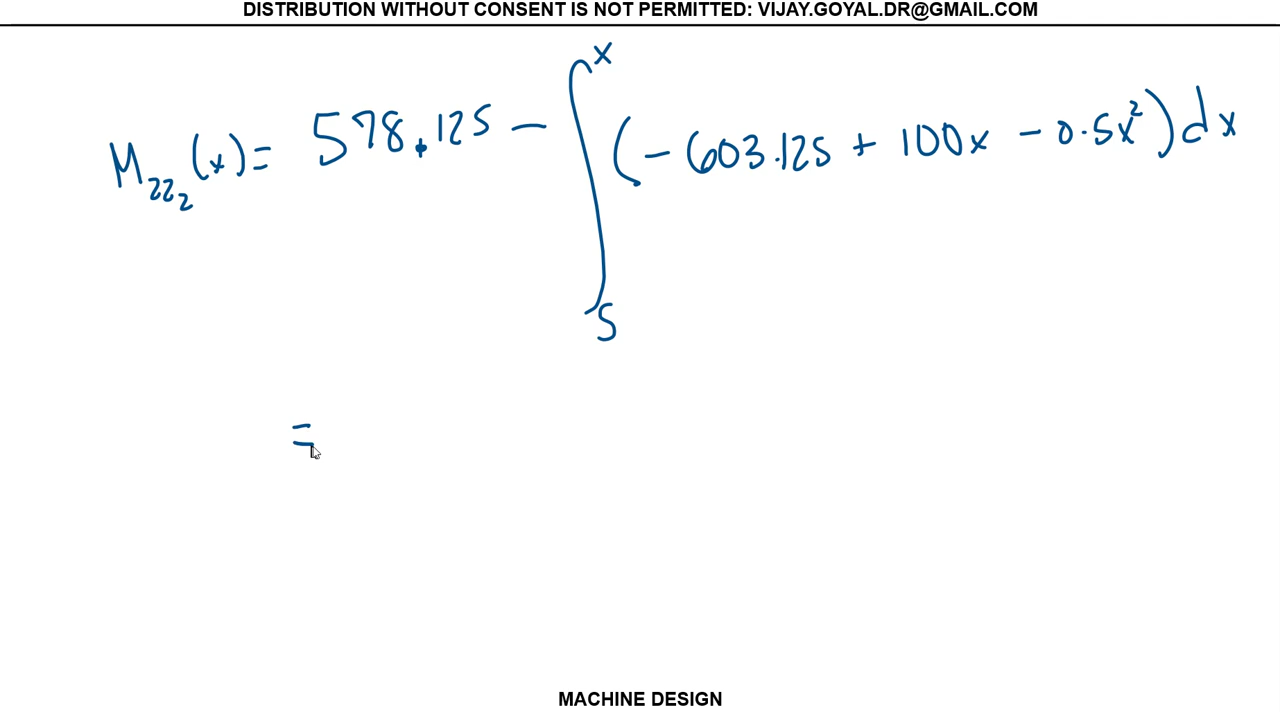 DISTRIBUTION WITHOUT CONSENT IS NOT PERMITTED: VIJAY.GOYAL.DR@GMAIL.COM
M₂₂₂(x) = 578.125 − ∫₅ˣ (−603.125 + 100x − 0.5x²) dx
=
MACHINE DESIGN